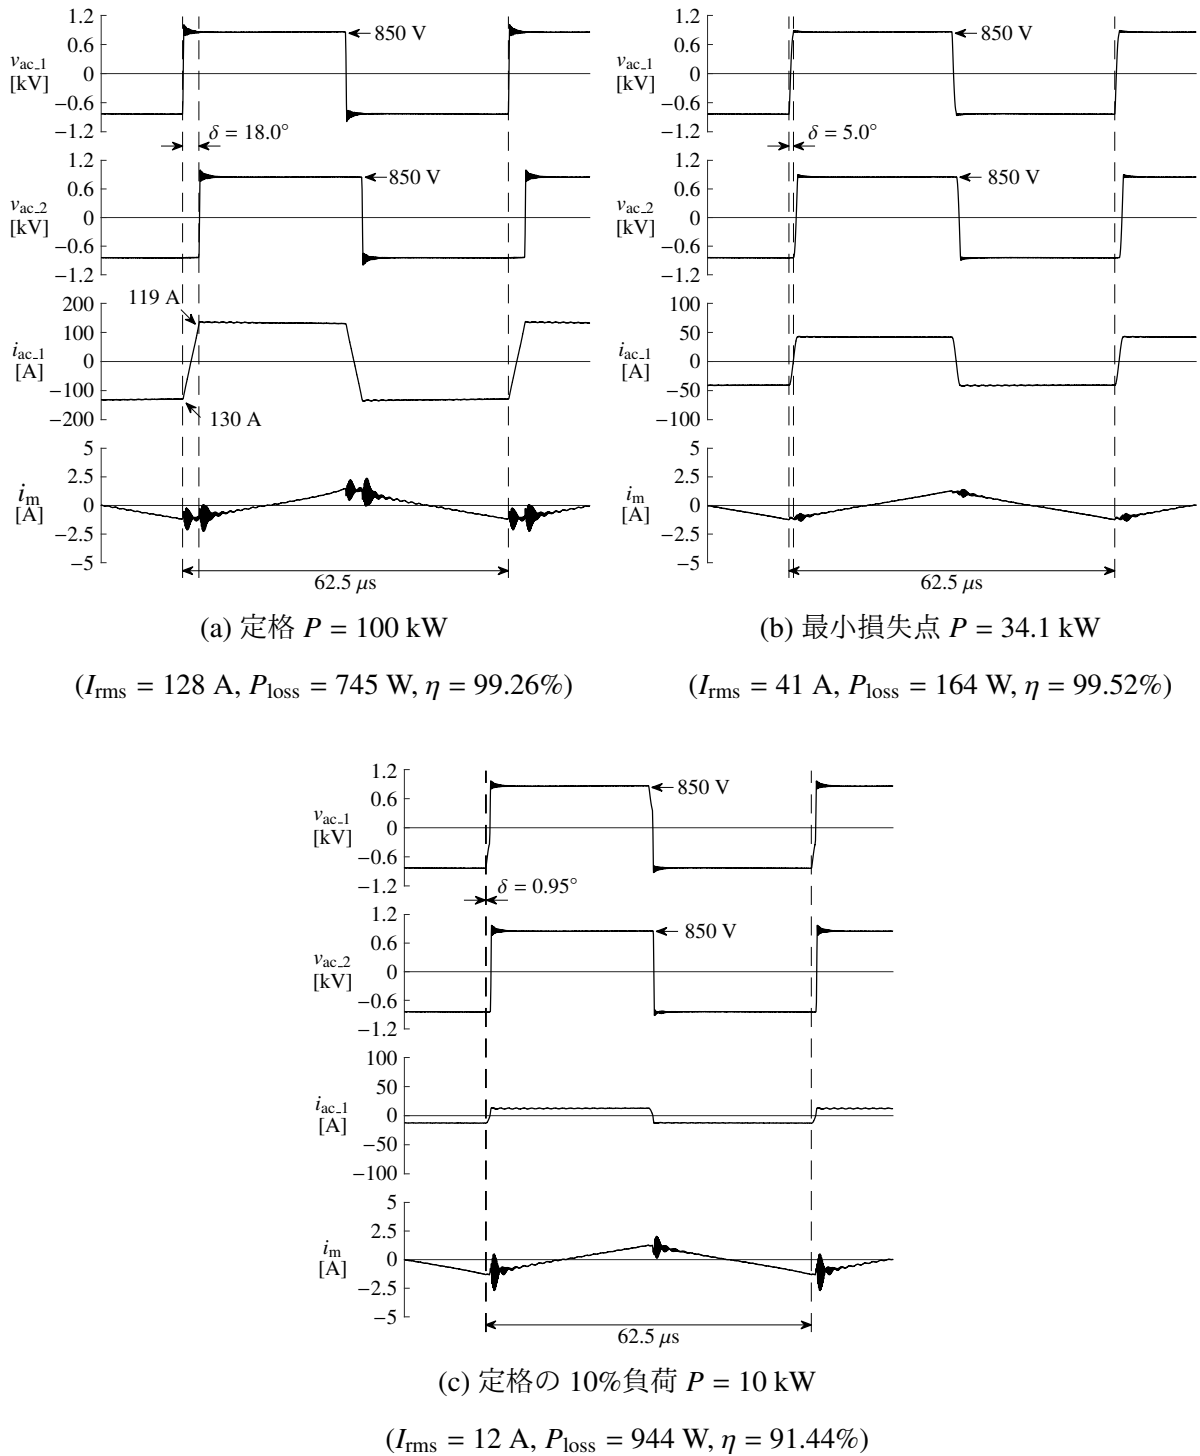 1.2
0.6
0
−0.6
−1.2
v_ac_1
[kV]
850 V
δ = 18.0°
1.2
0.6
0
−0.6
−1.2
v_ac_2
[kV]
850 V
119 A
200
100
0
−100
−200
i_ac_1
[A]
130 A
5
2.5
0
−2.5
−5
i_m
[A]
62.5 μs
(a) 定格 P = 100 kW
(I_rms = 128 A, P_loss = 745 W, η = 99.26%)
1.2
0.6
0
−0.6
−1.2
v_ac_1
[kV]
850 V
δ = 5.0°
1.2
0.6
0
−0.6
−1.2
v_ac_2
[kV]
850 V
100
50
0
−50
−100
i_ac_1
[A]
5
2.5
0
−2.5
−5
i_m
[A]
62.5 μs
(b) 最小損失点 P = 34.1 kW
(I_rms = 41 A, P_loss = 164 W, η = 99.52%)
1.2
0.6
0
−0.6
−1.2
v_ac_1
[kV]
850 V
δ = 0.95°
1.2
0.6
0
−0.6
−1.2
v_ac_2
[kV]
850 V
100
50
0
−50
−100
i_ac_1
[A]
5
2.5
0
−2.5
−5
i_m
[A]
62.5 μs
(c) 定格の 10%負荷 P = 10 kW
(I_rms = 12 A, P_loss = 944 W, η = 91.44%)